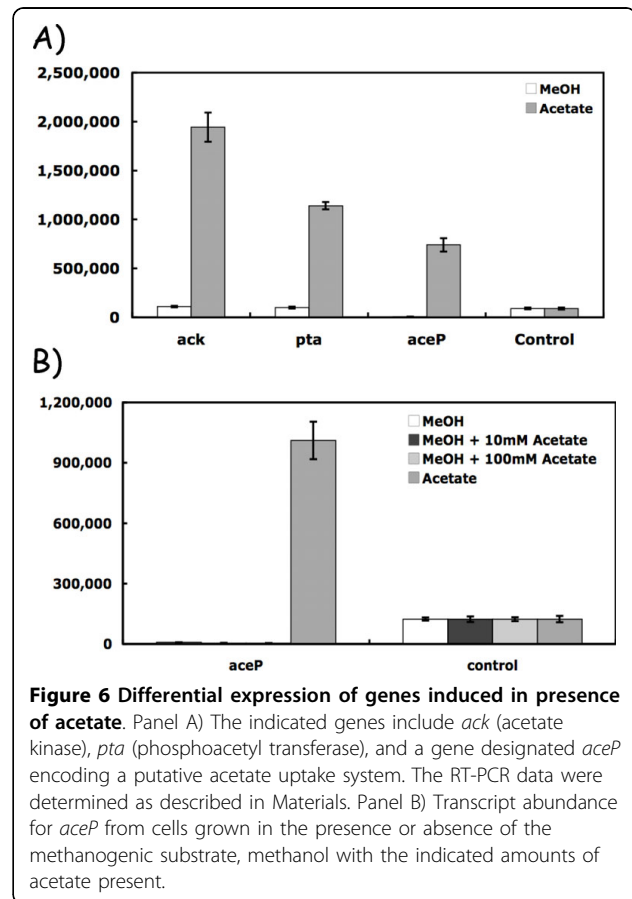 A)
2,500,000
2,000,000
1,500,000
1,000,000
500,000
0
MeOH
Acetate
ack pta aceP Control
B)
1,200,000
900,000
600,000
300,000
0
MeOH
MeOH + 10mM Acetate
MeOH + 100mM Acetate
Acetate
aceP control
Figure 6 Differential expression of genes induced in presence
of acetate. Panel A) The indicated genes include ack (acetate
kinase), pta (phosphoacetyl transferase), and a gene designated aceP
encoding a putative acetate uptake system. The RT-PCR data were
determined as described in Materials. Panel B) Transcript abundance
for aceP from cells grown in the presence or absence of the
methanogenic substrate, methanol with the indicated amounts of
acetate present.